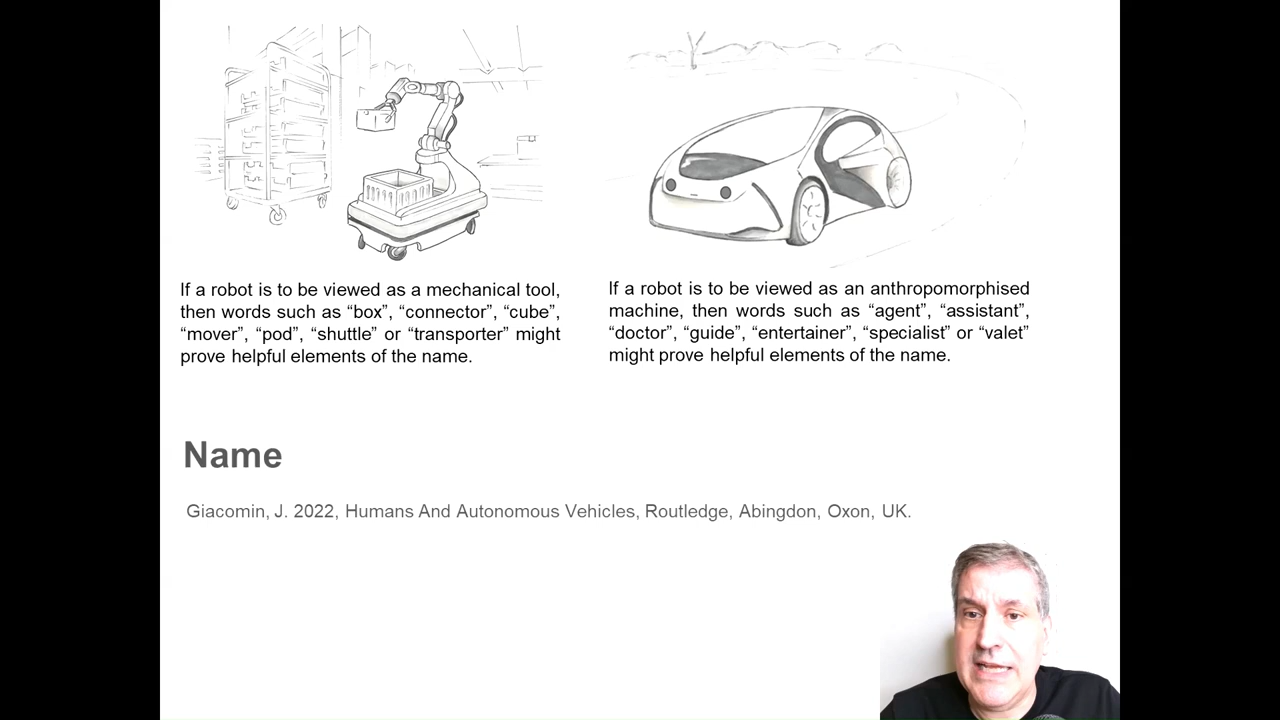 If a robot is to be viewed as a mechanical tool,
then words such as “box”, “connector”, “cube”,
“mover”, “pod”, “shuttle” or “transporter” might
prove helpful elements of the name.
If a robot is to be viewed as an anthropomorphised
machine, then words such as “agent”, “assistant”,
“doctor”, “guide”, “entertainer”, “specialist” or “valet”
might prove helpful elements of the name.
Name
Giacomin, J. 2022, Humans And Autonomous Vehicles, Routledge, Abingdon, Oxon, UK.